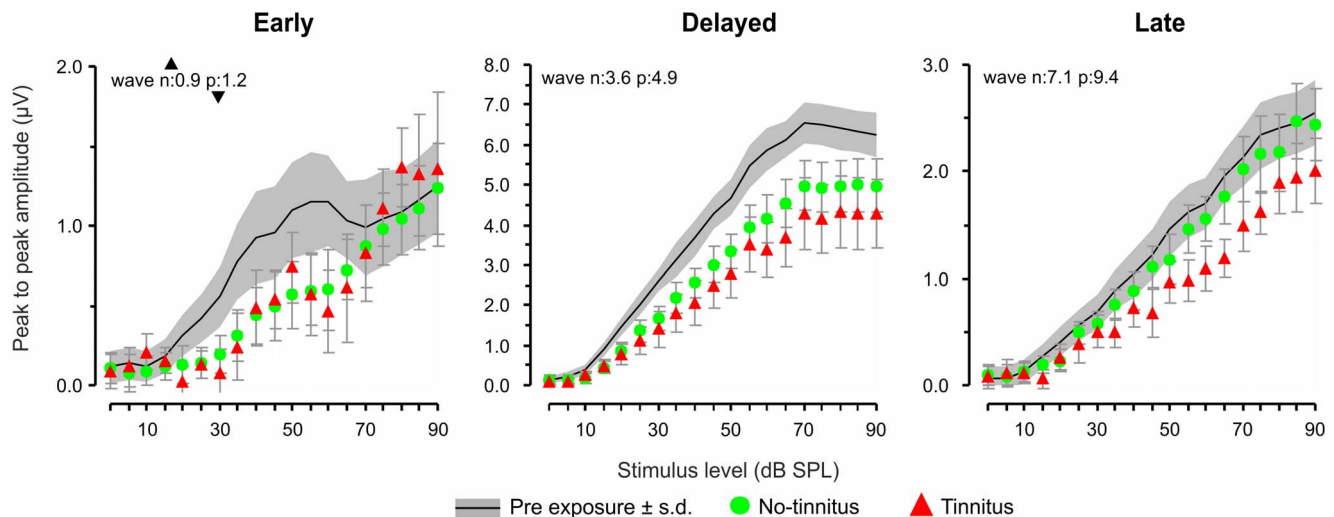 Early Delayed Late
wave n:0.9 p:1.2
wave n:3.6 p:4.9
wave n:7.1 p:9.4
Peak to peak amplitude (µV)
2.0
1.0
0.0
8.0
7.0
6.0
5.0
4.0
3.0
2.0
1.0
0.0
3.0
2.0
1.0
0.0
10 30 50 70 90
10 30 50 70 90
10 30 50 70 90
Stimulus level (dB SPL)
Pre exposure ± s.d. No-tinnitus Tinnitus